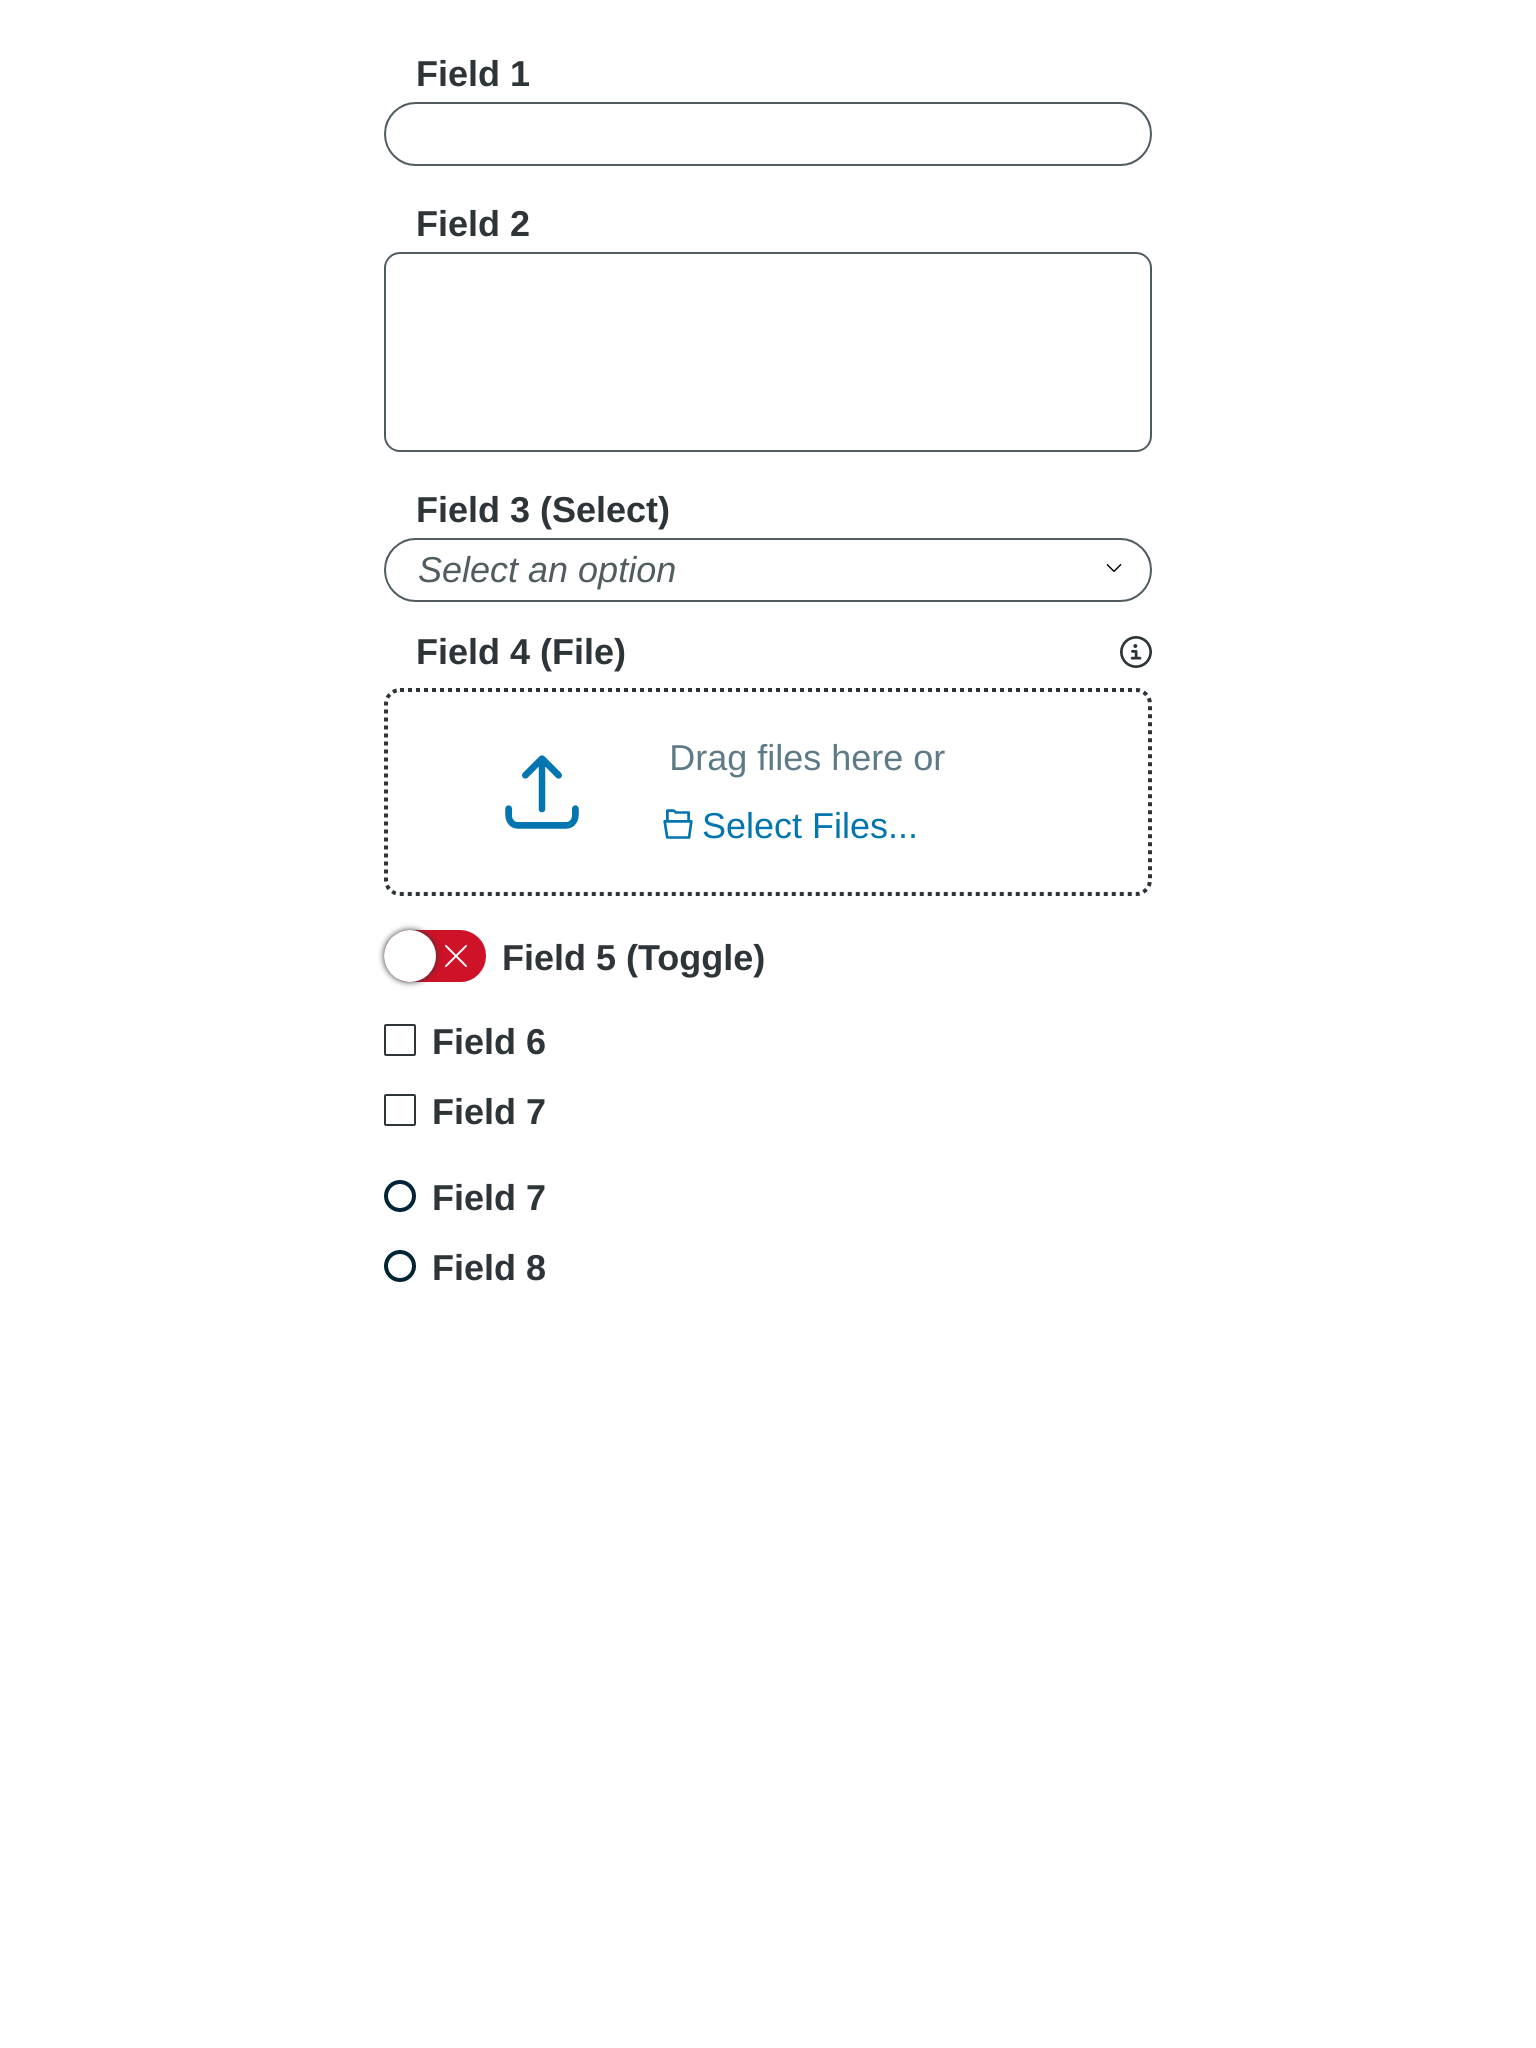 Field 1
Field 2
Field 3 (Select)
Select an option
Field 4 (File)
Drag files here or
Select Files...
Field 5 (Toggle)
Field 6
Field 7
Field 7
Field 8